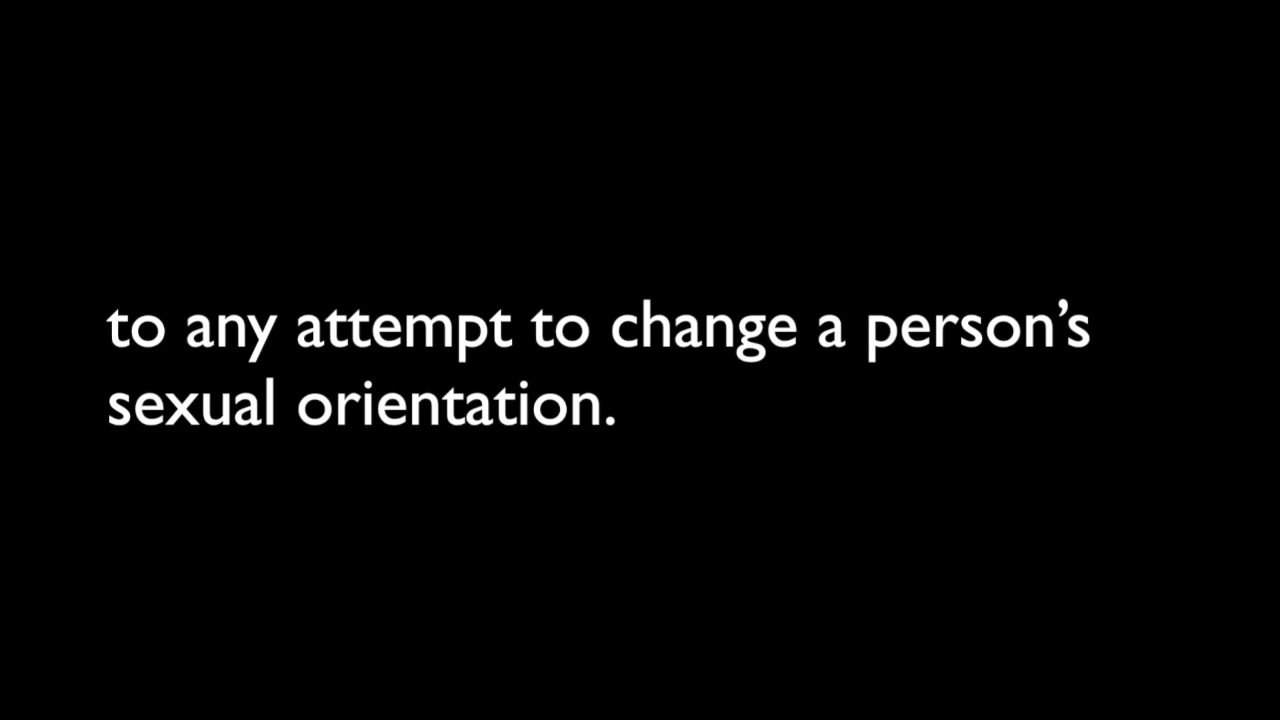 to any attempt to change a person’s
sexual orientation.